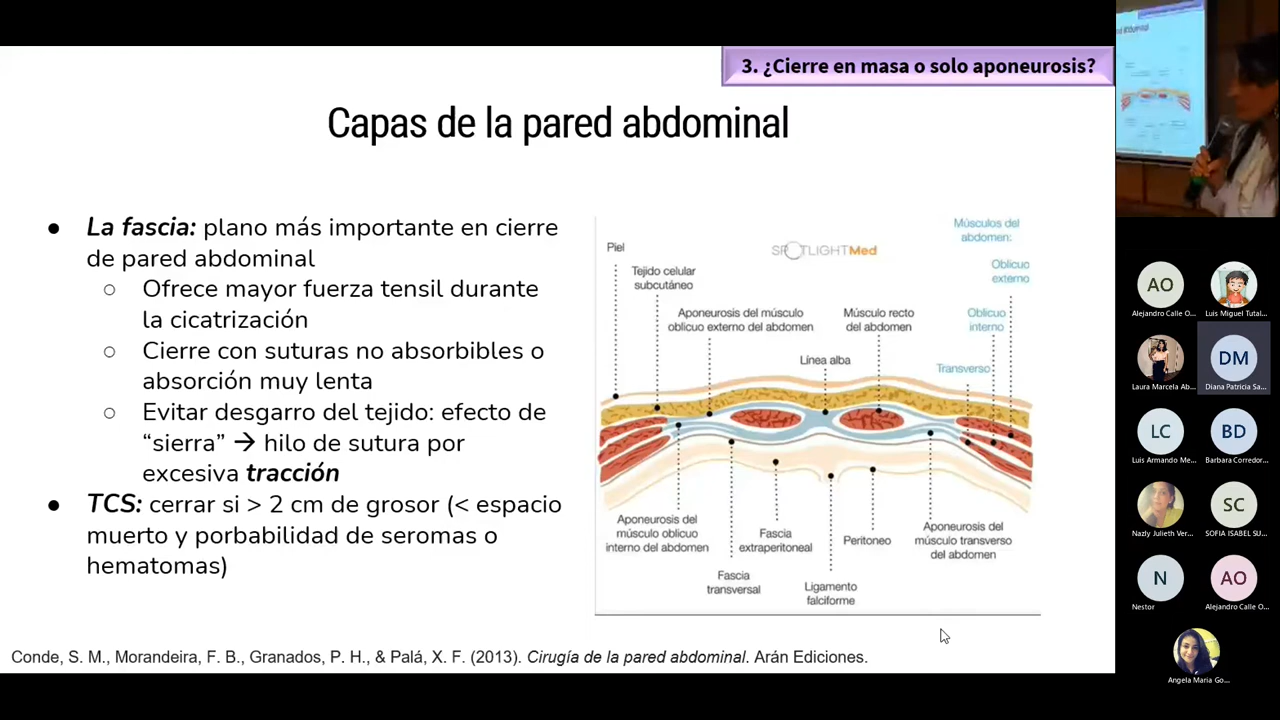 3. ¿Cierre en masa o solo aponeurosis?
Capas de la pared abdominal
● La fascia: plano más importante en cierre
de pared abdominal
○ Ofrece mayor fuerza tensil durante
la cicatrización
○ Cierre con suturas no absorbibles o
absorción muy lenta
○ Evitar desgarro del tejido: efecto de
“sierra” → hilo de sutura por
excesiva tracción
● TCS: cerrar si > 2 cm de grosor (< espacio
muerto y porbabilidad de seromas o
hematomas)
Piel
Tejido celular
subcutáneo
Aponeurosis del músculo
oblicuo externo del abdomen
SPOTLIGHTMed
Línea alba
Músculo recto
del abdomen
Músculos del
abdomen:
Oblicuo
externo
Oblicuo
interno
Transverso
Aponeurosis del
músculo oblicuo
interno del abdomen
Fascia
transversal
Fascia
extraperitoneal
Ligamento
falciforme
Peritoneo
Aponeurosis del
músculo transverso
del abdomen
Conde, S. M., Morandeira, F. B., Granados, P. H., & Palá, X. F. (2013). Cirugía de la pared abdominal. Arán Ediciones.
AO
Alejandro Calle O...
Luis Miguel Tutal...
Laura Marcela Ab...
DM
Diana Patricia Sa...
LC
Luis Armando Me...
BD
Barbara Corredor...
Nazly Julieth Ver...
SC
SOFIA ISABEL SU...
N
Nestor
AO
Alejandro Calle O...
Angela Maria Go...